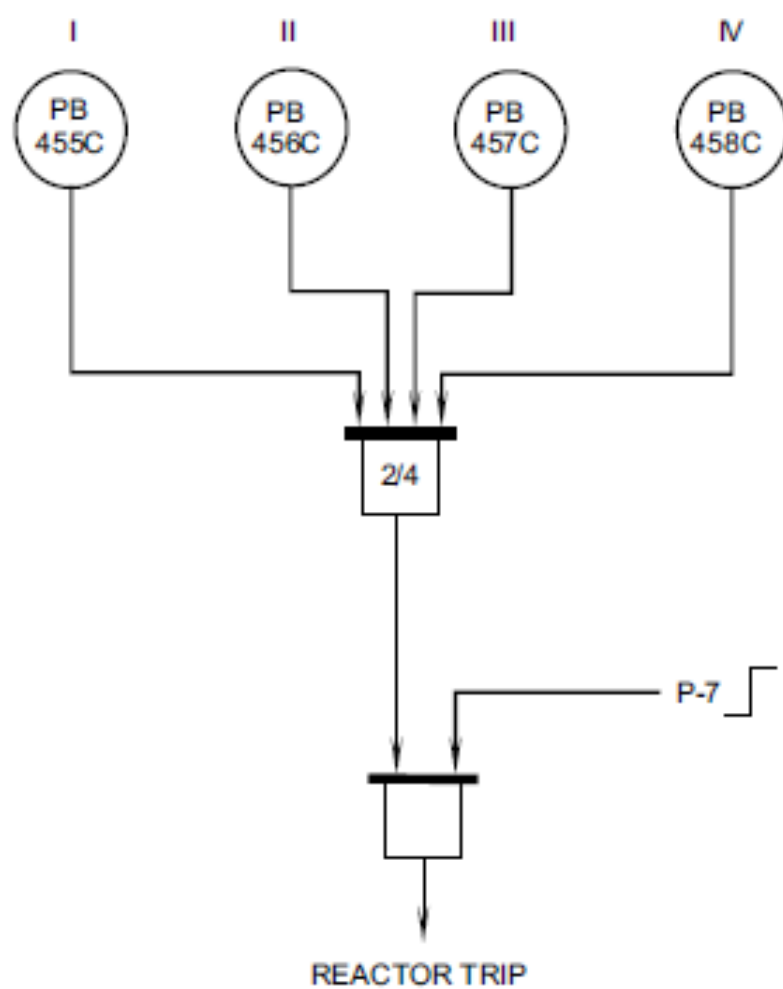 I II III IV
PB PB PB PB
455C 456C 457C 458C
2/4
P-7
REACTOR TRIP